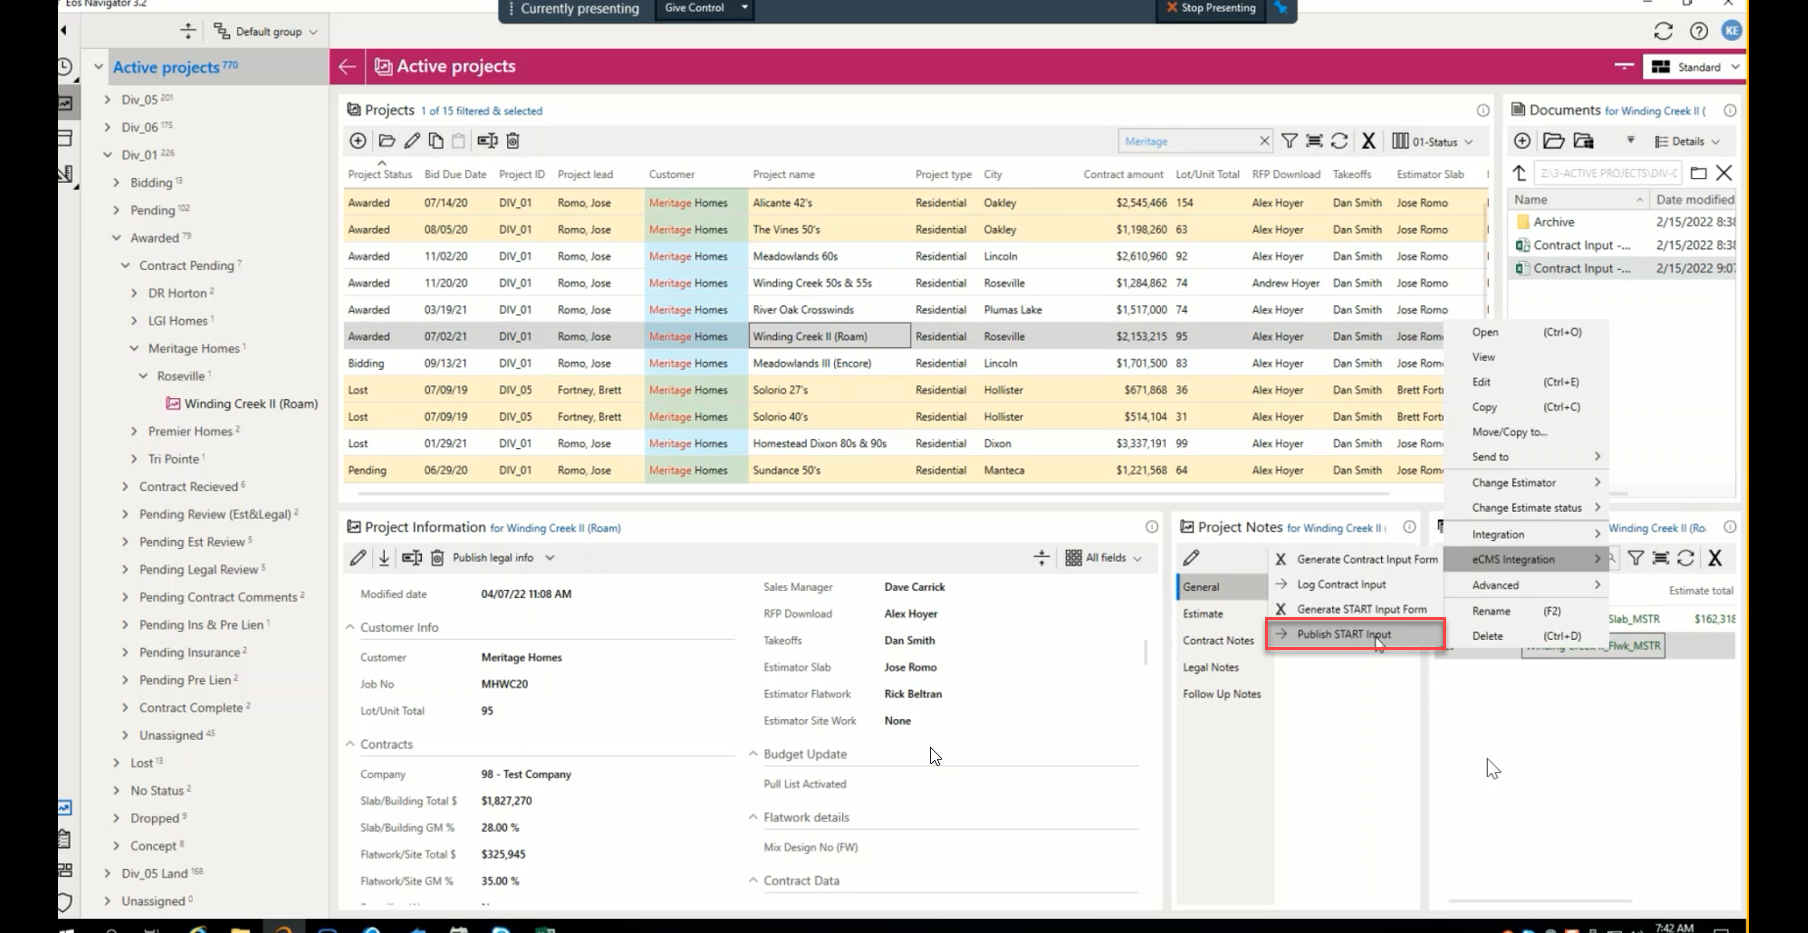 Eos Navigator 3.2
Currently presenting
Give Control
Stop Presenting
Default group
KE
Active projects 770
Div_05 201
Div_06 175
Div_01 226
Bidding 13
Pending 102
Awarded 79
Contract Pending 7
DR Horton 2
LGI Homes 1
Meritage Homes 1
Roseville 1
Winding Creek II (Roam)
Premier Homes 2
Tri Pointe 1
Contract Recieved 6
Pending Review (Est&Legal) 2
Pending Est Review 5
Pending Legal Review 5
Pending Contract Comments 2
Pending Ins & Pre Lien 1
Pending Insurance 2
Pending Pre Lien 2
Contract Complete 2
Unassigned 45
Lost 13
No Status 2
Dropped 9
Concept 8
Div_05 Land 168
Unassigned 0
Active projects
Standard
Projects 1 of 15 filtered & selected
Meritage
01-Status
Project Status Bid Due Date Project ID Project lead Customer Project name Project type City Contract amount Lot/Unit Total RFP Download Takeoffs Estimator Slab
Awarded 07/14/20 DIV_01 Romo, Jose Meritage Homes Alicante 42's Residential Oakley $2,545,466 154 Alex Hoyer Dan Smith Jose Romo
Awarded 08/05/20 DIV_01 Romo, Jose Meritage Homes The Vines 50's Residential Oakley $1,198,260 63 Alex Hoyer Dan Smith Jose Romo
Awarded 11/02/20 DIV_01 Romo, Jose Meritage Homes Meadowlands 60s Residential Lincoln $2,610,960 92 Alex Hoyer Dan Smith Jose Romo
Awarded 11/20/20 DIV_01 Romo, Jose Meritage Homes Winding Creek 50s & 55s Residential Roseville $1,284,862 74 Andrew Hoyer Dan Smith Jose Romo
Awarded 03/19/21 DIV_01 Romo, Jose Meritage Homes River Oak Crosswinds Residential Plumas Lake $1,517,000 74 Alex Hoyer Dan Smith Jose Romo
Awarded 07/02/21 DIV_01 Romo, Jose Meritage Homes Winding Creek II (Roam) Residential Roseville $2,153,215 95 Alex Hoyer Dan Smith Jose Rom
Bidding 09/13/21 DIV_01 Romo, Jose Meritage Homes Meadowlands III (Encore) Residential Lincoln $1,701,500 83 Alex Hoyer Dan Smith Jose Rom
Lost 07/09/19 DIV_05 Fortney, Brett Meritage Homes Solorio 27's Residential Hollister $671,868 36 Alex Hoyer Dan Smith Brett Fort
Lost 07/09/19 DIV_05 Fortney, Brett Meritage Homes Solorio 40's Residential Hollister $514,104 31 Alex Hoyer Dan Smith Brett Fort
Lost 01/29/21 DIV_01 Romo, Jose Meritage Homes Homestead Dixon 80s & 90s Residential Dixon $3,337,191 99 Alex Hoyer Dan Smith Jose Rom
Pending 06/29/20 DIV_01 Romo, Jose Meritage Homes Sundance 50's Residential Manteca $1,221,568 64 Alex Hoyer Dan Smith Jose Rom
Documents for Winding Creek II (
Details
Z:\3-ACTIVE PROJECTS\DIV-0
Name Date modified
Archive 2/15/2022 8:38
Contract Input -... 2/15/2022 8:38
Contract Input -... 2/15/2022 9:07
Open (Ctrl+O)
View
Edit (Ctrl+E)
Copy (Ctrl+C)
Move/Copy to...
Send to
Change Estimator
Change Estimate status
Integration
eCMS Integration
Advanced
Rename (F2)
Delete (Ctrl+D)
Generate Contract Input Form
Log Contract Input
Generate START Input Form
Publish START Input
Project Information for Winding Creek II (Roam)
Publish legal info
All fields
Modified date 04/07/22 11:08 AM
Customer Info
Customer Meritage Homes
Job No MHWC20
Lot/Unit Total 95
Contracts
Company 98 - Test Company
Slab/Building Total $ $1,827,270
Slab/Building GM % 28.00 %
Flatwork/Site Total $ $325,945
Flatwork/Site GM % 35.00 %
Sales Manager Dave Carrick
RFP Download Alex Hoyer
Takeoffs Dan Smith
Estimator Slab Jose Romo
Estimator Flatwork Rick Beltran
Estimator Site Work None
Budget Update
Pull List Activated
Flatwork details
Mix Design No (FW)
Contract Data
Project Notes for Winding Creek II (
General
Estimate
Contract Notes
Legal Notes
Follow Up Notes
Winding Creek II (Ro
Estimate total
Slab_MSTR $162,318
Winding Creek II_Flwk_MSTR
7:42 AM